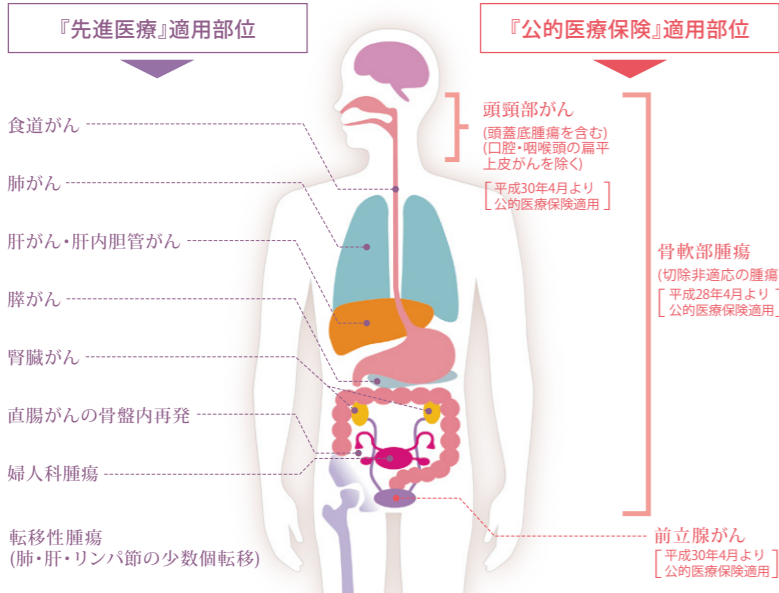 『先進医療』適用部位
食道がん
肺がん
肝がん・肝内胆管がん
膵がん
腎臓がん
直腸がんの骨盤内再発
婦人科腫瘍
転移性腫瘍
(肺・肝・リンパ節の少数個転移)
『公的医療保険』適用部位
頭頸部がん
(頭蓋底腫瘍を含む)
(口腔・咽喉頭の扁平
上皮がんを除く)
[平成30年4月より
公的医療保険適用]
骨軟部腫瘍
(切除非適応の腫瘍
[平成28年4月より
公的医療保険適用]
前立腺がん
[平成30年4月より
公的医療保険適用]